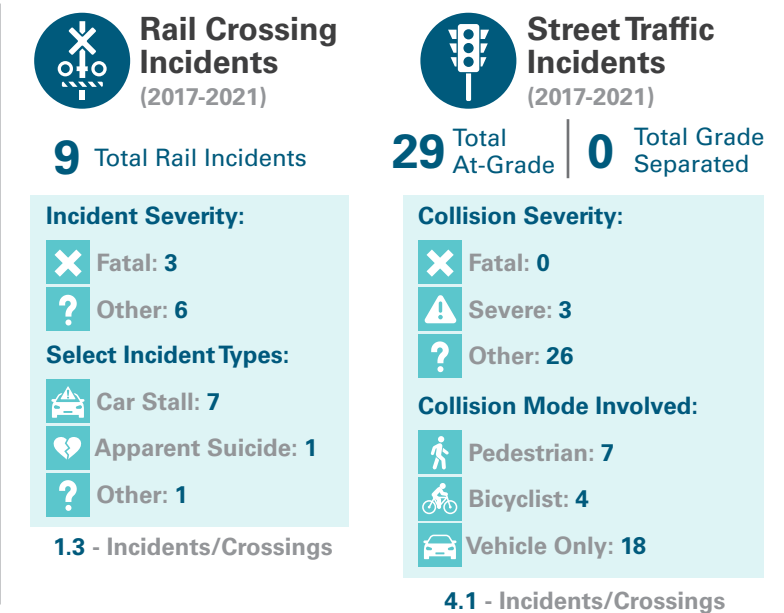 Rail Crossing
Incidents
(2017-2021)
9 Total Rail Incidents
Incident Severity:
Fatal: 3
Other: 6
Select Incident Types:
Car Stall: 7
Apparent Suicide: 1
Other: 1
1.3 - Incidents/Crossings
Street Traffic
Incidents
(2017-2021)
29 Total
At-Grade
0 Total Grade
Separated
Collision Severity:
Fatal: 0
Severe: 3
Other: 26
Collision Mode Involved:
Pedestrian: 7
Bicyclist: 4
Vehicle Only: 18
4.1 - Incidents/Crossings